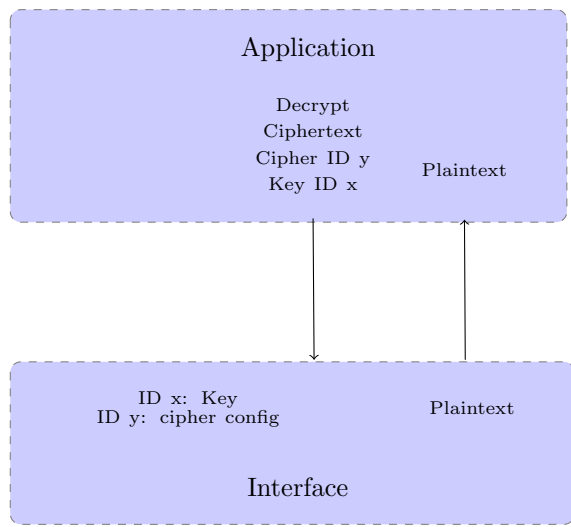 Application
Decrypt
Ciphertext
Cipher ID y
Key ID x
Plaintext
ID x: Key
ID y: cipher config
Plaintext
Interface